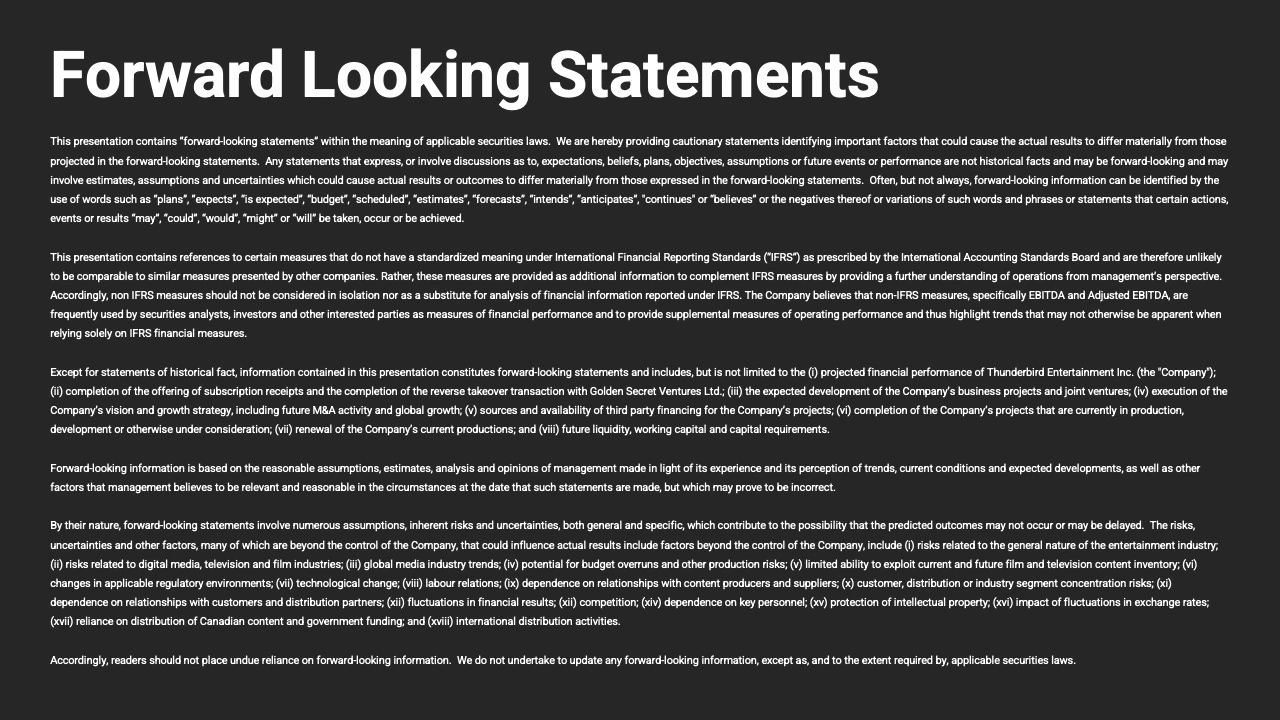 Forward Looking Statements
This presentation contains “forward-looking statements” within the meaning of applicable securities laws.  We are hereby providing cautionary statements identifying important factors that could cause the actual results to differ materially from those
projected in the forward-looking statements.  Any statements that express, or involve discussions as to, expectations, beliefs, plans, objectives, assumptions or future events or performance are not historical facts and may be forward-looking and may
involve estimates, assumptions and uncertainties which could cause actual results or outcomes to differ materially from those expressed in the forward-looking statements.  Often, but not always, forward-looking information can be identified by the
use of words such as “plans”, “expects”, “is expected”, “budget”, “scheduled”, “estimates”, “forecasts”, “intends”, “anticipates”, "continues" or “believes” or the negatives thereof or variations of such words and phrases or statements that certain actions,
events or results “may”, “could”, “would”, “might” or “will” be taken, occur or be achieved.
This presentation contains references to certain measures that do not have a standardized meaning under International Financial Reporting Standards (“IFRS”) as prescribed by the International Accounting Standards Board and are therefore unlikely
to be comparable to similar measures presented by other companies. Rather, these measures are provided as additional information to complement IFRS measures by providing a further understanding of operations from management’s perspective.
Accordingly, non IFRS measures should not be considered in isolation nor as a substitute for analysis of financial information reported under IFRS. The Company believes that non-IFRS measures, specifically EBITDA and Adjusted EBITDA, are
frequently used by securities analysts, investors and other interested parties as measures of financial performance and to provide supplemental measures of operating performance and thus highlight trends that may not otherwise be apparent when
relying solely on IFRS financial measures.
Except for statements of historical fact, information contained in this presentation constitutes forward-looking statements and includes, but is not limited to the (i) projected financial performance of Thunderbird Entertainment Inc. (the "Company");
(ii) completion of the offering of subscription receipts and the completion of the reverse takeover transaction with Golden Secret Ventures Ltd.; (iii) the expected development of the Company’s business projects and joint ventures; (iv) execution of the
Company’s vision and growth strategy, including future M&A activity and global growth; (v) sources and availability of third party financing for the Company’s projects; (vi) completion of the Company’s projects that are currently in production,
development or otherwise under consideration; (vii) renewal of the Company’s current productions; and (viii) future liquidity, working capital and capital requirements.
Forward-looking information is based on the reasonable assumptions, estimates, analysis and opinions of management made in light of its experience and its perception of trends, current conditions and expected developments, as well as other
factors that management believes to be relevant and reasonable in the circumstances at the date that such statements are made, but which may prove to be incorrect.
By their nature, forward-looking statements involve numerous assumptions, inherent risks and uncertainties, both general and specific, which contribute to the possibility that the predicted outcomes may not occur or may be delayed.  The risks,
uncertainties and other factors, many of which are beyond the control of the Company, that could influence actual results include factors beyond the control of the Company, include (i) risks related to the general nature of the entertainment industry;
(ii) risks related to digital media, television and film industries; (iii) global media industry trends; (iv) potential for budget overruns and other production risks; (v) limited ability to exploit current and future film and television content inventory; (vi)
changes in applicable regulatory environments; (vii) technological change; (viii) labour relations; (ix) dependence on relationships with content producers and suppliers; (x) customer, distribution or industry segment concentration risks; (xi)
dependence on relationships with customers and distribution partners; (xii) fluctuations in financial results; (xii) competition; (xiv) dependence on key personnel; (xv) protection of intellectual property; (xvi) impact of fluctuations in exchange rates;
(xvii) reliance on distribution of Canadian content and government funding; and (xviii) international distribution activities.
Accordingly, readers should not place undue reliance on forward-looking information.  We do not undertake to update any forward-looking information, except as, and to the extent required by, applicable securities laws.